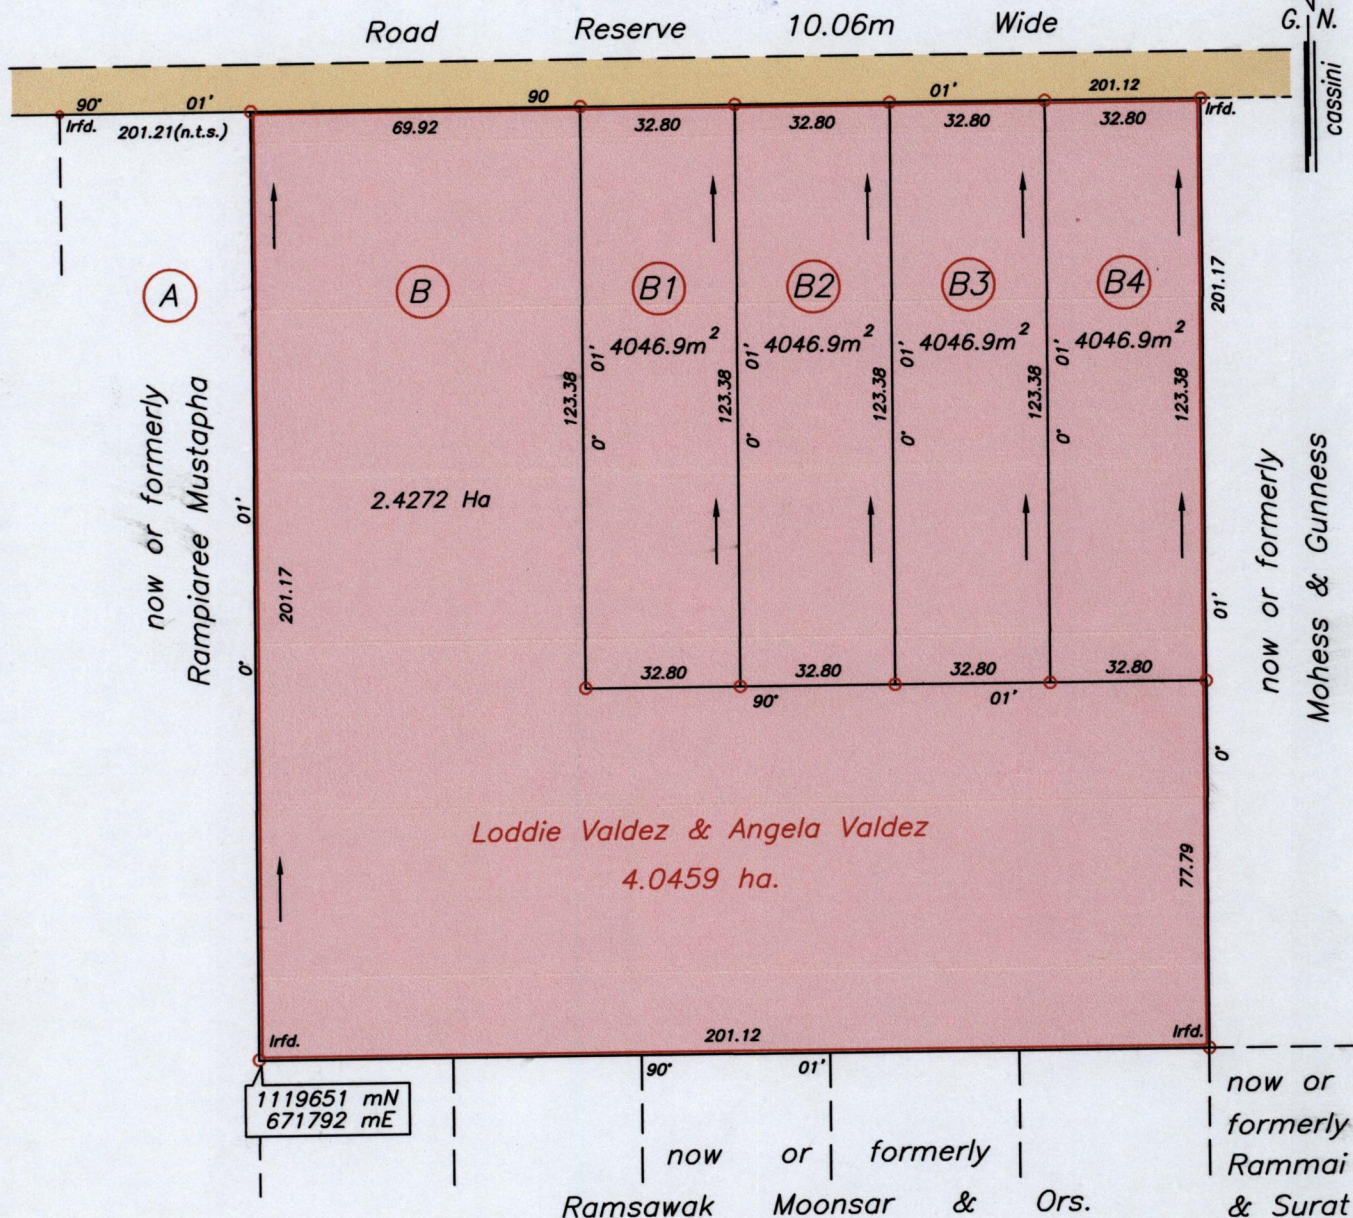 Road Reserve 10.06m Wide
G. N.
cassini
90° 01' 90 01' 201.12
Irfd. 201.21(n.t.s.) 69.92 32.80 32.80 32.80 32.80 Irfd.
A B B1 B2 B3 B4
201.17
4046.9m² 4046.9m² 4046.9m² 4046.9m²
01' 01' 01' 01'
123.38 123.38 123.38 123.38 123.38
0° 0° 0° 0°
now or formerly
Rampiaree Mustapha
2.4272 Ha
01'
201.17
0°
now or formerly
Mohess & Gunness
01'
0°
32.80 32.80 32.80 32.80
90° 01'
Loddie Valdez & Angela Valdez
4.0459 ha.
77.79
Irfd. 201.12 Irfd.
90° 01'
1119651 mN
671792 mE
now or formerly
Ramsawak Moonsar & Ors.
now or
formerly
Rammai
& Surat